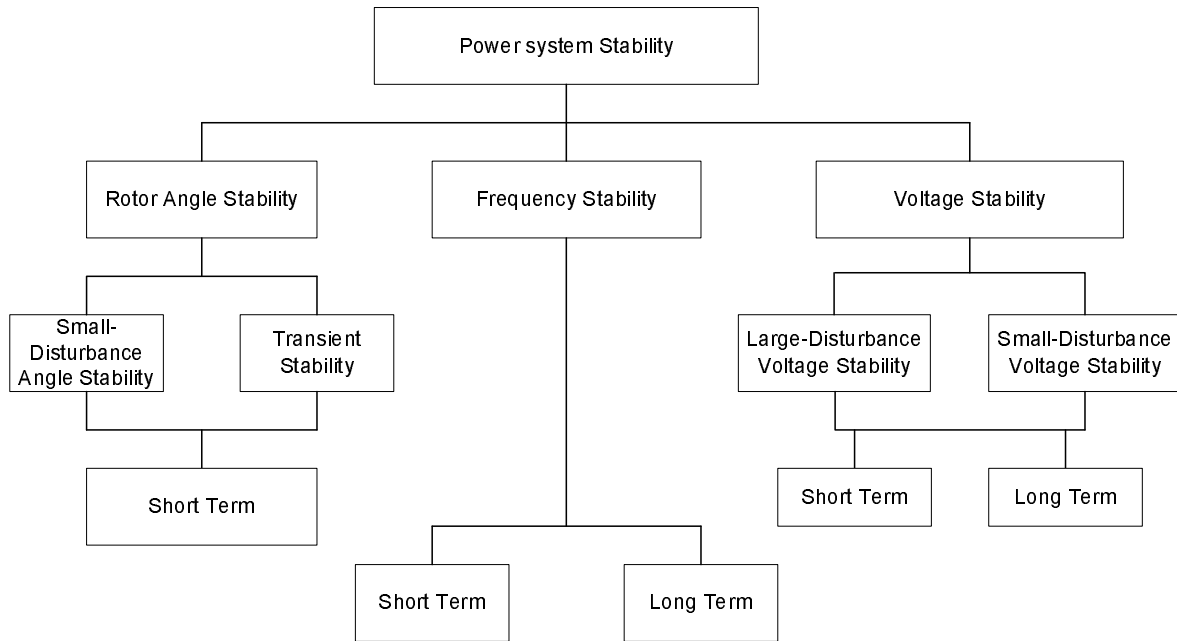 Power system Stability
Rotor Angle Stability
Frequency Stability
Voltage Stability
Small-
Disturbance
Angle Stability
Transient
Stability
Large-Disturbance
Voltage Stability
Small-Disturbance
Voltage Stability
Short Term
Short Term
Long Term
Short Term
Long Term